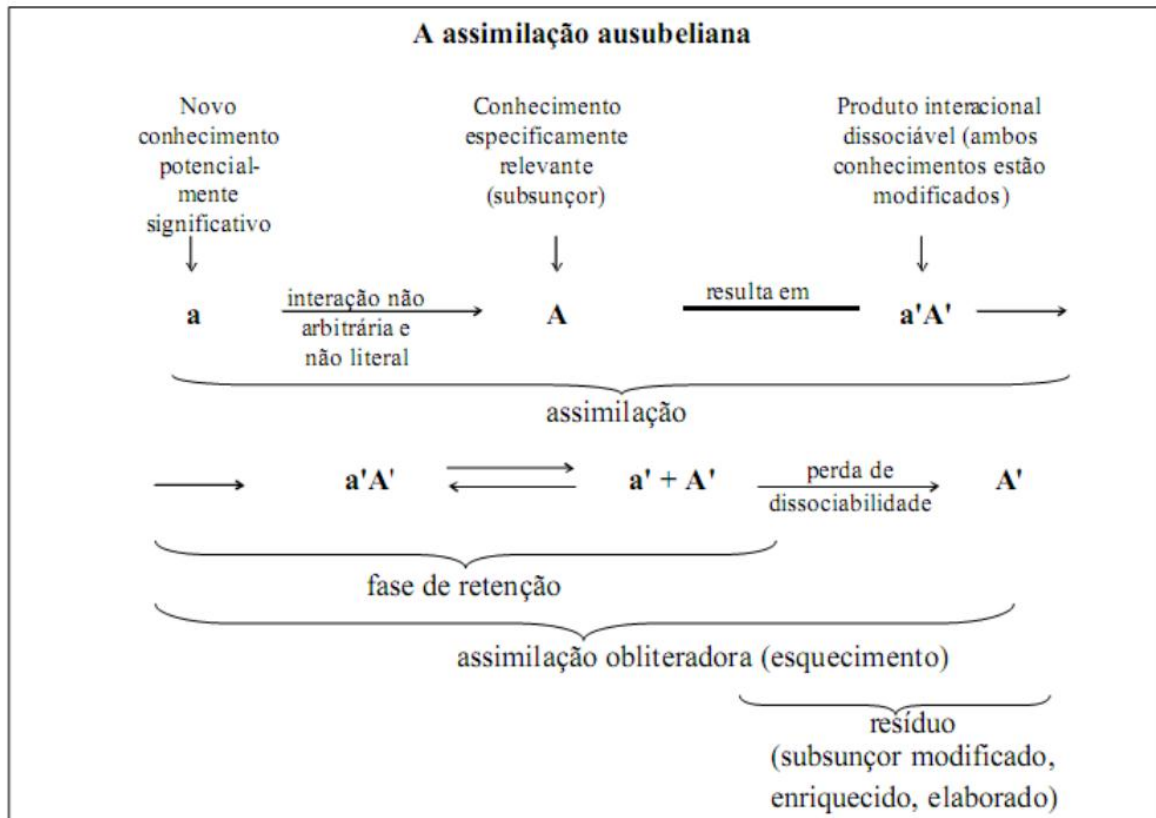 A assimilação ausubeliana
Novo
conhecimento
potencial-
mente
significativo
Conhecimento
especificamente
relevante
(subsunçor)
Produto interacional
dissociável (ambos
conhecimentos estão
modificados)
a
interação não
arbitrária e
não literal
A
resulta em
a'A'
assimilação
a'A'
a' + A'
perda de
dissociabilidade
A'
fase de retenção
assimilação obliteradora (esquecimento)
resíduo
(subsunçor modificado,
enriquecido, elaborado)